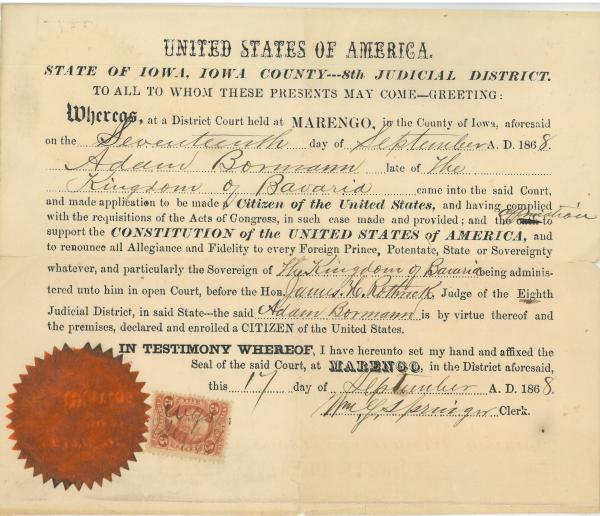 UNITED STATES OF AMERICA.
STATE OF IOWA, IOWA COUNTY---8th JUDICIAL DISTRICT.
TO ALL TO WHOM THESE PRESENTS MAY COME—GREETING:
Whereas, at a District Court held at MARENGO, in the County of Iowa, aforesaid
on the Seventeenth day of September A. D. 1868.
Adam Bormann late of The
Kingdom of Bavaria came into the said Court,
and made application to be made a Citizen of the United States, and having complied
with the requisitions of the Acts of Congress, in such case made and provided; and the oath affirmation to
support the CONSTITUTION of the UNITED STATES OF AMERICA, and
to renounce all Allegiance and Fidelity to every Foreign Prince, Potentate, State or Sovereignty
whatever, and particularly the Sovereign of The Kingdom of Bavaria being adminis-
tered unto him in open Court, before the Hon. James H. Rothrock, Judge of the Eighth
Judicial District, in said State—the said Adam Bormann is by virtue thereof and
the premises, declared and enrolled a CITIZEN of the United States.
IN TESTIMONY WHEREOF, I have hereunto set my hand and affixed the
Seal of the said Court, at MARENGO, in the District aforesaid,
this 17 day of September A. D. 1868.
Wm G Springer Clerk.